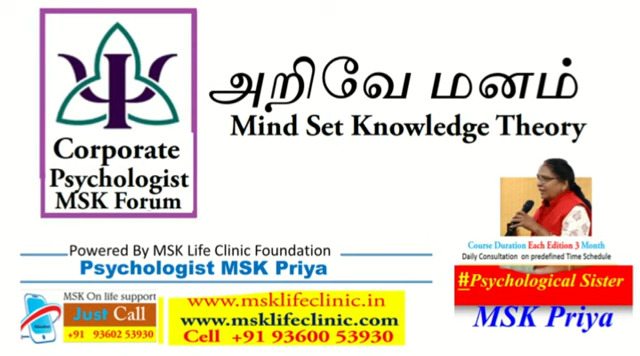 அறிவே மனம்
Mind Set Knowledge Theory
Corporate
Psychologist
MSK Forum
Course Duration Each Edition 3 Month
Daily Consultation on predefined Time Schedule
#Psychological Sister
MSK Priya
Powered By MSK Life Clinic Foundation
Psychologist MSK Priya
MSK On life support
Just Call
+91 93602 53930
www.msklifeclinic.in
www.msklifeclinic.com
Cell +91 93600 53930